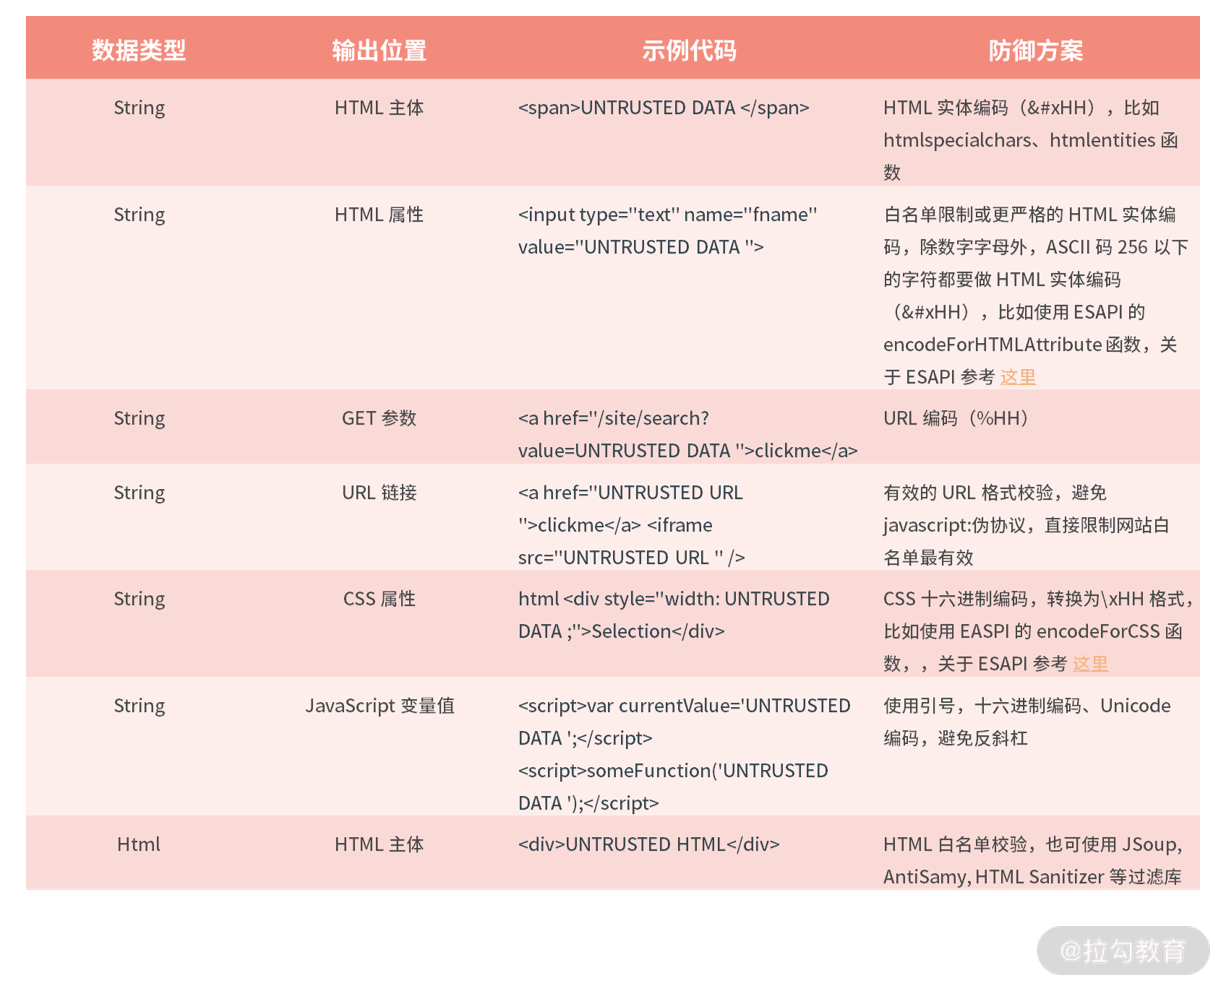 数据类型 输出位置 示例代码 防御方案
String HTML 主体 <span>UNTRUSTED DATA </span> HTML 实体编码（&#xHH），比如
htmlspecialchars、htmlentities 函
数
String HTML 属性 <input type="text" name="fname" 白名单限制或更严格的 HTML 实体编
value="UNTRUSTED DATA "> 码，除数字字母外，ASCII 码 256 以下
的字符都要做 HTML 实体编码
（&#xHH），比如使用 ESAPI 的
encodeForHTMLAttribute 函数，关
于 ESAPI 参考 这里
String GET 参数 <a href="/site/search? URL 编码（%HH）
value=UNTRUSTED DATA ">clickme</a>
String URL 链接 <a href="UNTRUSTED URL 有效的 URL 格式校验，避免
">clickme</a> <iframe javascript:伪协议，直接限制网站白
src="UNTRUSTED URL " /> 名单最有效
String CSS 属性 html <div style="width: UNTRUSTED CSS 十六进制编码，转换为\xHH 格式，
DATA ;">Selection</div> 比如使用 EASPI 的 encodeForCSS 函
数，，关于 ESAPI 参考 这里
String JavaScript 变量值 <script>var currentValue='UNTRUSTED 使用引号，十六进制编码、Unicode
DATA ';</script> 编码，避免反斜杠
<script>someFunction('UNTRUSTED
DATA ');</script>
Html HTML 主体 <div>UNTRUSTED HTML</div> HTML 白名单校验，也可使用 JSoup,
AntiSamy, HTML Sanitizer 等过滤库
@拉勾教育